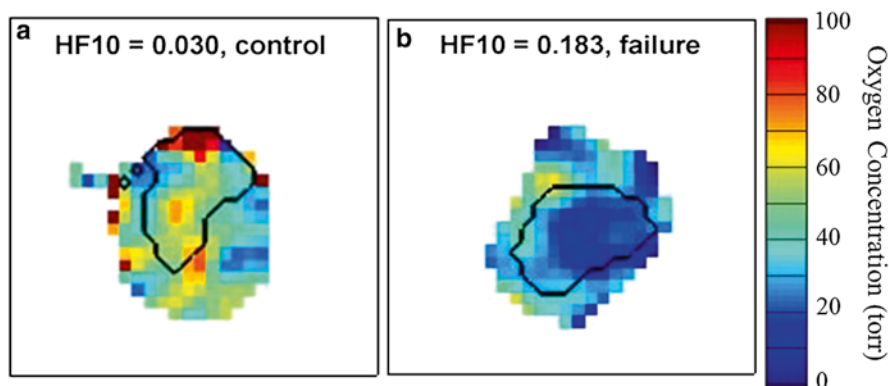 a
HF10 = 0.030, control
b
HF10 = 0.183, failure
100
80
60
40
20
0
Oxygen Concentration (torr)